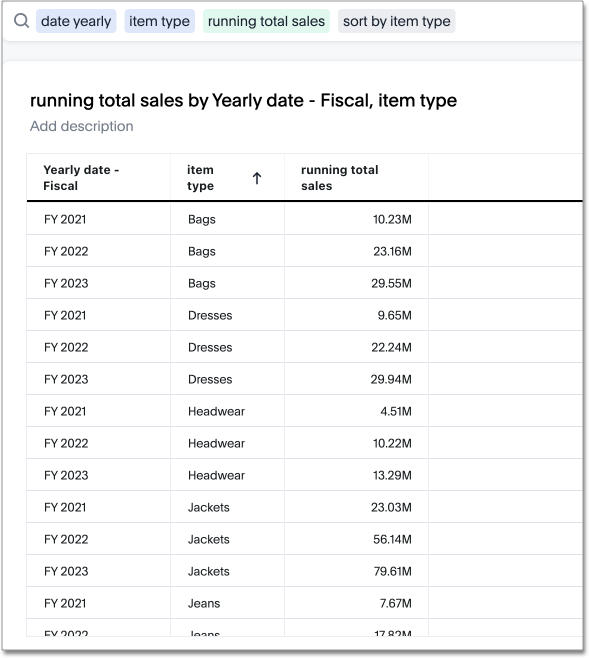 date yearly item type running total sales sort by item type
running total sales by Yearly date - Fiscal, item type
Add description
Yearly date - Fiscal item type ↑ running total sales
FY 2021 Bags 10.23M
FY 2022 Bags 23.16M
FY 2023 Bags 29.55M
FY 2021 Dresses 9.65M
FY 2022 Dresses 22.24M
FY 2023 Dresses 29.94M
FY 2021 Headwear 4.51M
FY 2022 Headwear 10.22M
FY 2023 Headwear 13.29M
FY 2021 Jackets 23.03M
FY 2022 Jackets 56.14M
FY 2023 Jackets 79.61M
FY 2021 Jeans 7.67M
FY 2022 Jeans 17.82M